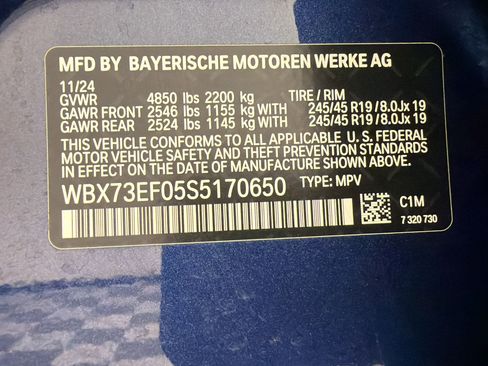 MFD BY BAYERISCHE MOTOREN WERKE AG
11/24
GVWR 4850 lbs 2200 kg TIRE / RIM
GAWR FRONT 2546 lbs 1155 kg WITH 245/45 R19 / 8.0Jx 19
GAWR REAR 2524 lbs 1145 kg WITH 245/45 R19 / 8.0Jx 19
THIS VEHICLE CONFORMS TO ALL APPLICABLE U. S. FEDERAL
MOTOR VEHICLE SAFETY AND THEFT PREVENTION STANDARDS
IN EFFECT ON THE DATE OF MANUFACTURE SHOWN ABOVE.
WBX73EF05S5170650 TYPE: MPV
C1M
7 320 730